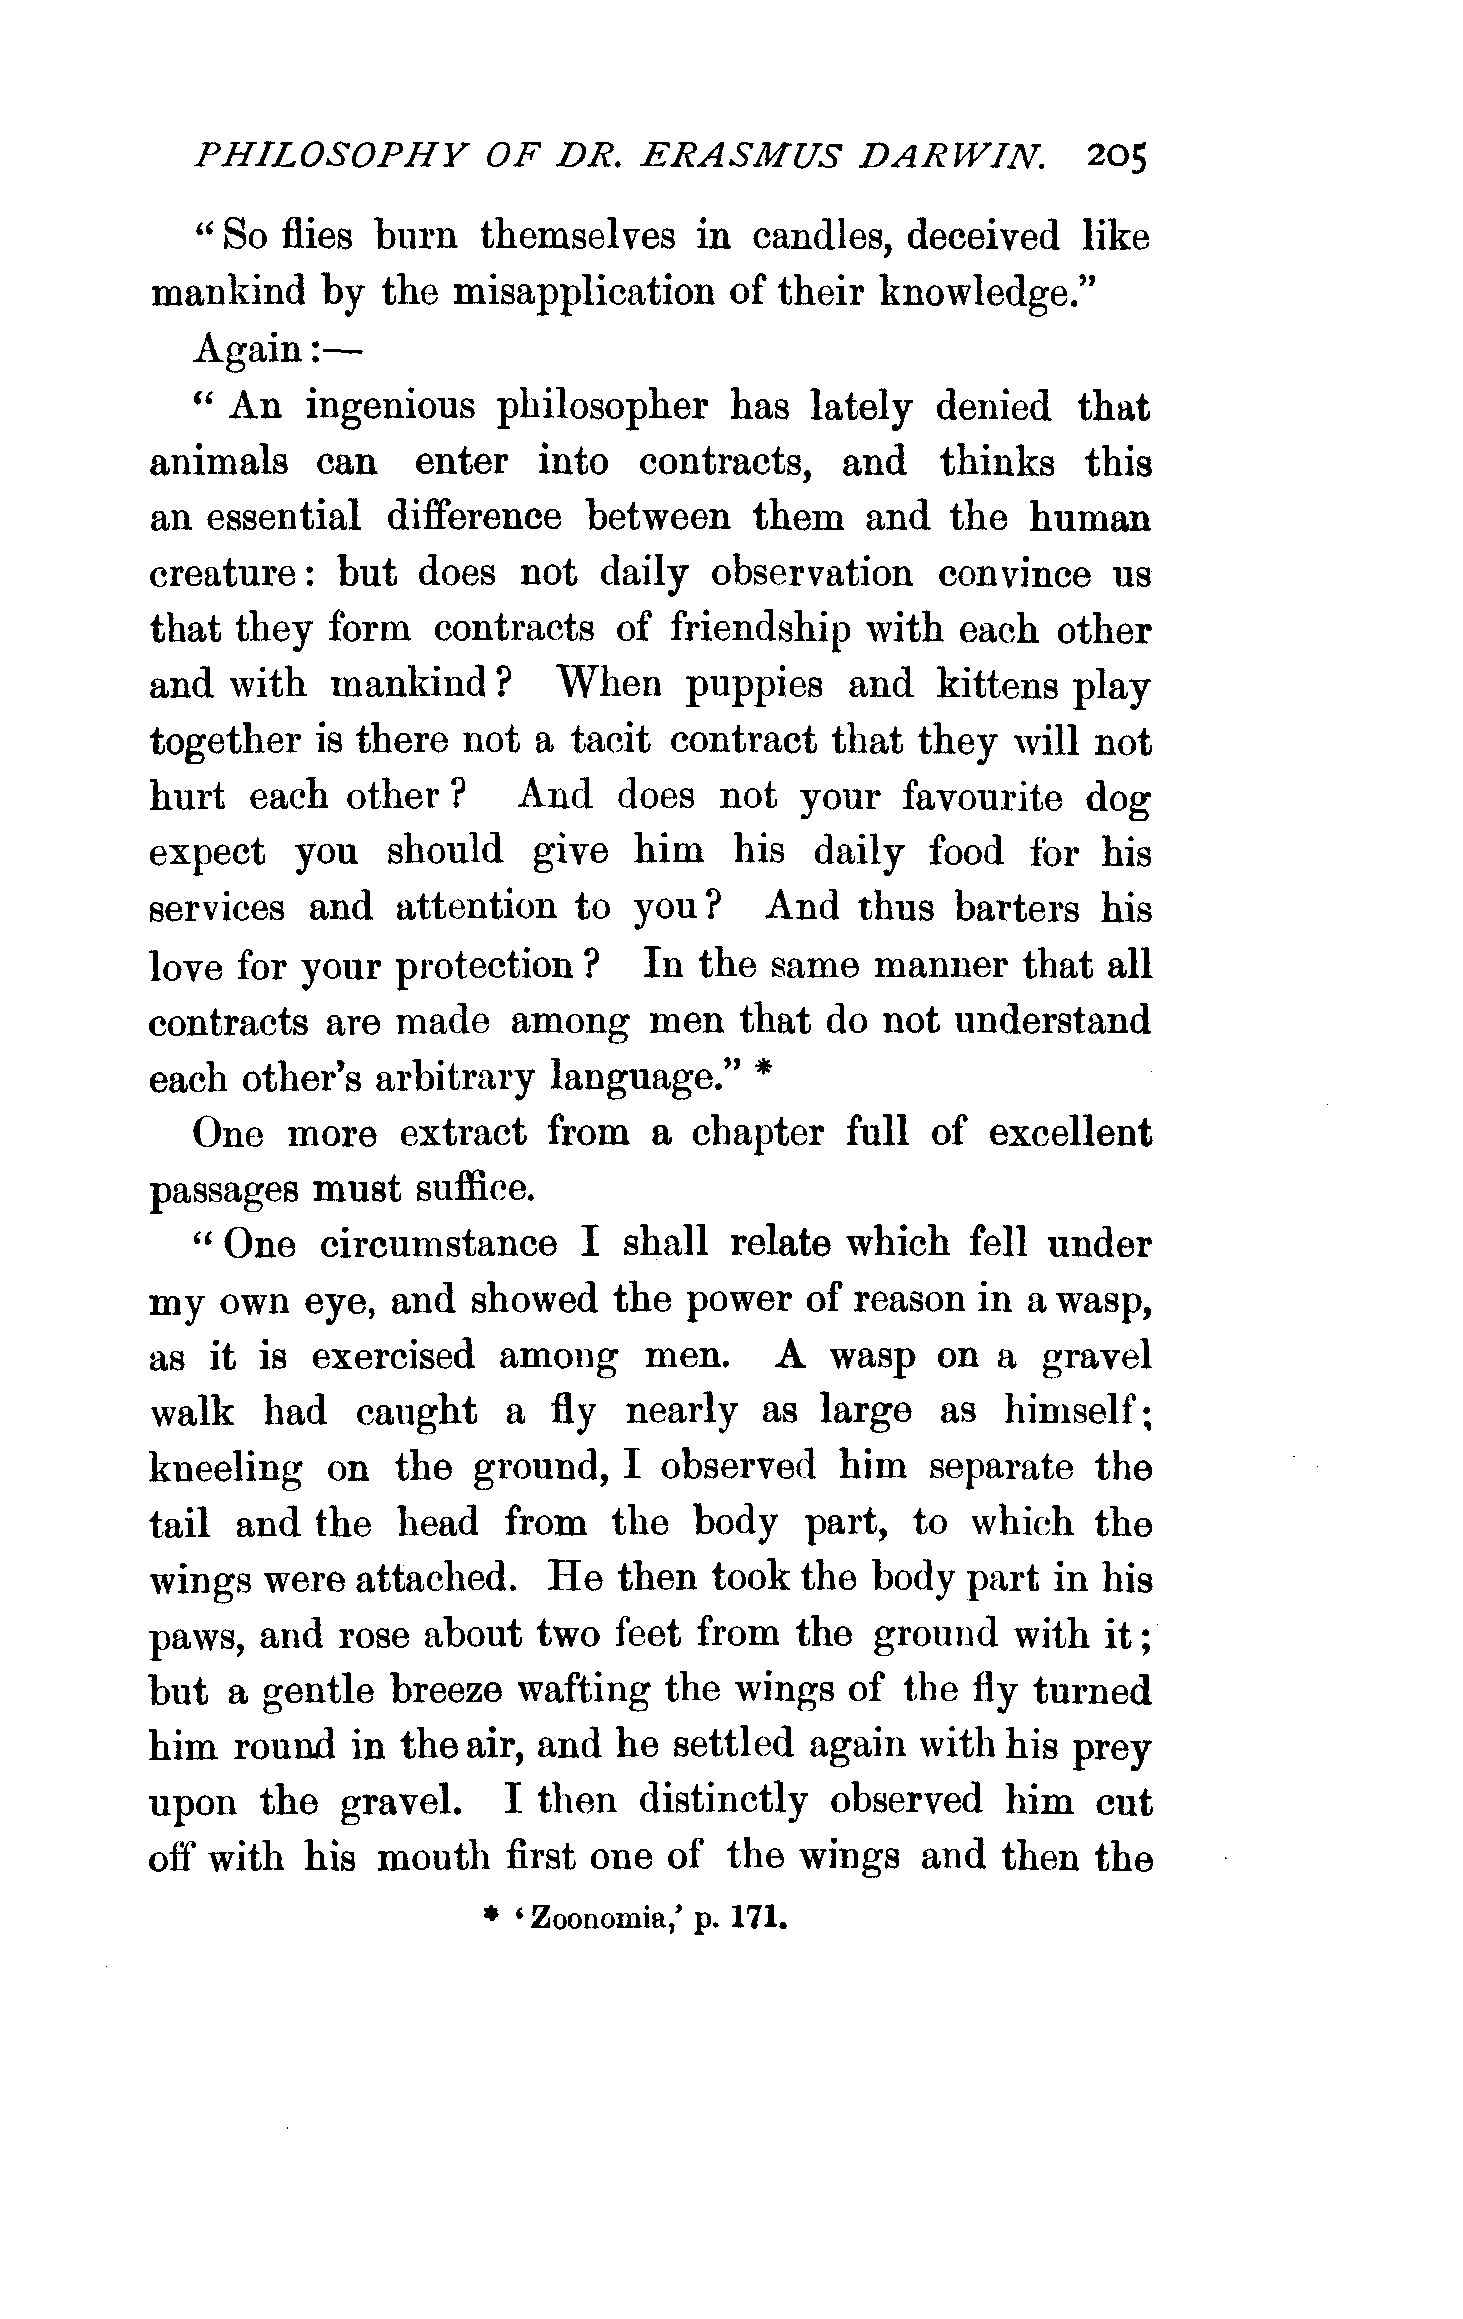 PHILOSOPHY OF DR. ERASMUS DARWIN. 205
“ So flies burn themselves in candles, deceived like
mankind by the misapplication of their knowledge.”
Again :—
“ An ingenious philosopher has lately denied that
animals can enter into contracts, and thinks this
an essential difference between them and the human
creature : but does not daily observation convince us
that they form contracts of friendship with each other
and with mankind ? When puppies and kittens play
together is there not a tacit contract that they will not
hurt each other ? And does not your favourite dog
expect you should give him his daily food for his
services and attention to you ? And thus barters his
love for your protection ? In the same manner that all
contracts are made among men that do not understand
each other’s arbitrary language.” *
One more extract from a chapter full of excellent
passages must suffice.
“ One circumstance I shall relate which fell under
my own eye, and showed the power of reason in a wasp,
as it is exercised among men. A wasp on a gravel
walk had caught a fly nearly as large as himself ;
kneeling on the ground, I observed him separate the
tail and the head from the body part, to which the
wings were attached. He then took the body part in his
paws, and rose about two feet from the ground with it ;
but a gentle breeze wafting the wings of the fly turned
him round in the air, and he settled again with his prey
upon the gravel. I then distinctly observed him cut
off with his mouth first one of the wings and then the
* ‘ Zoonomia,’ p. 171.